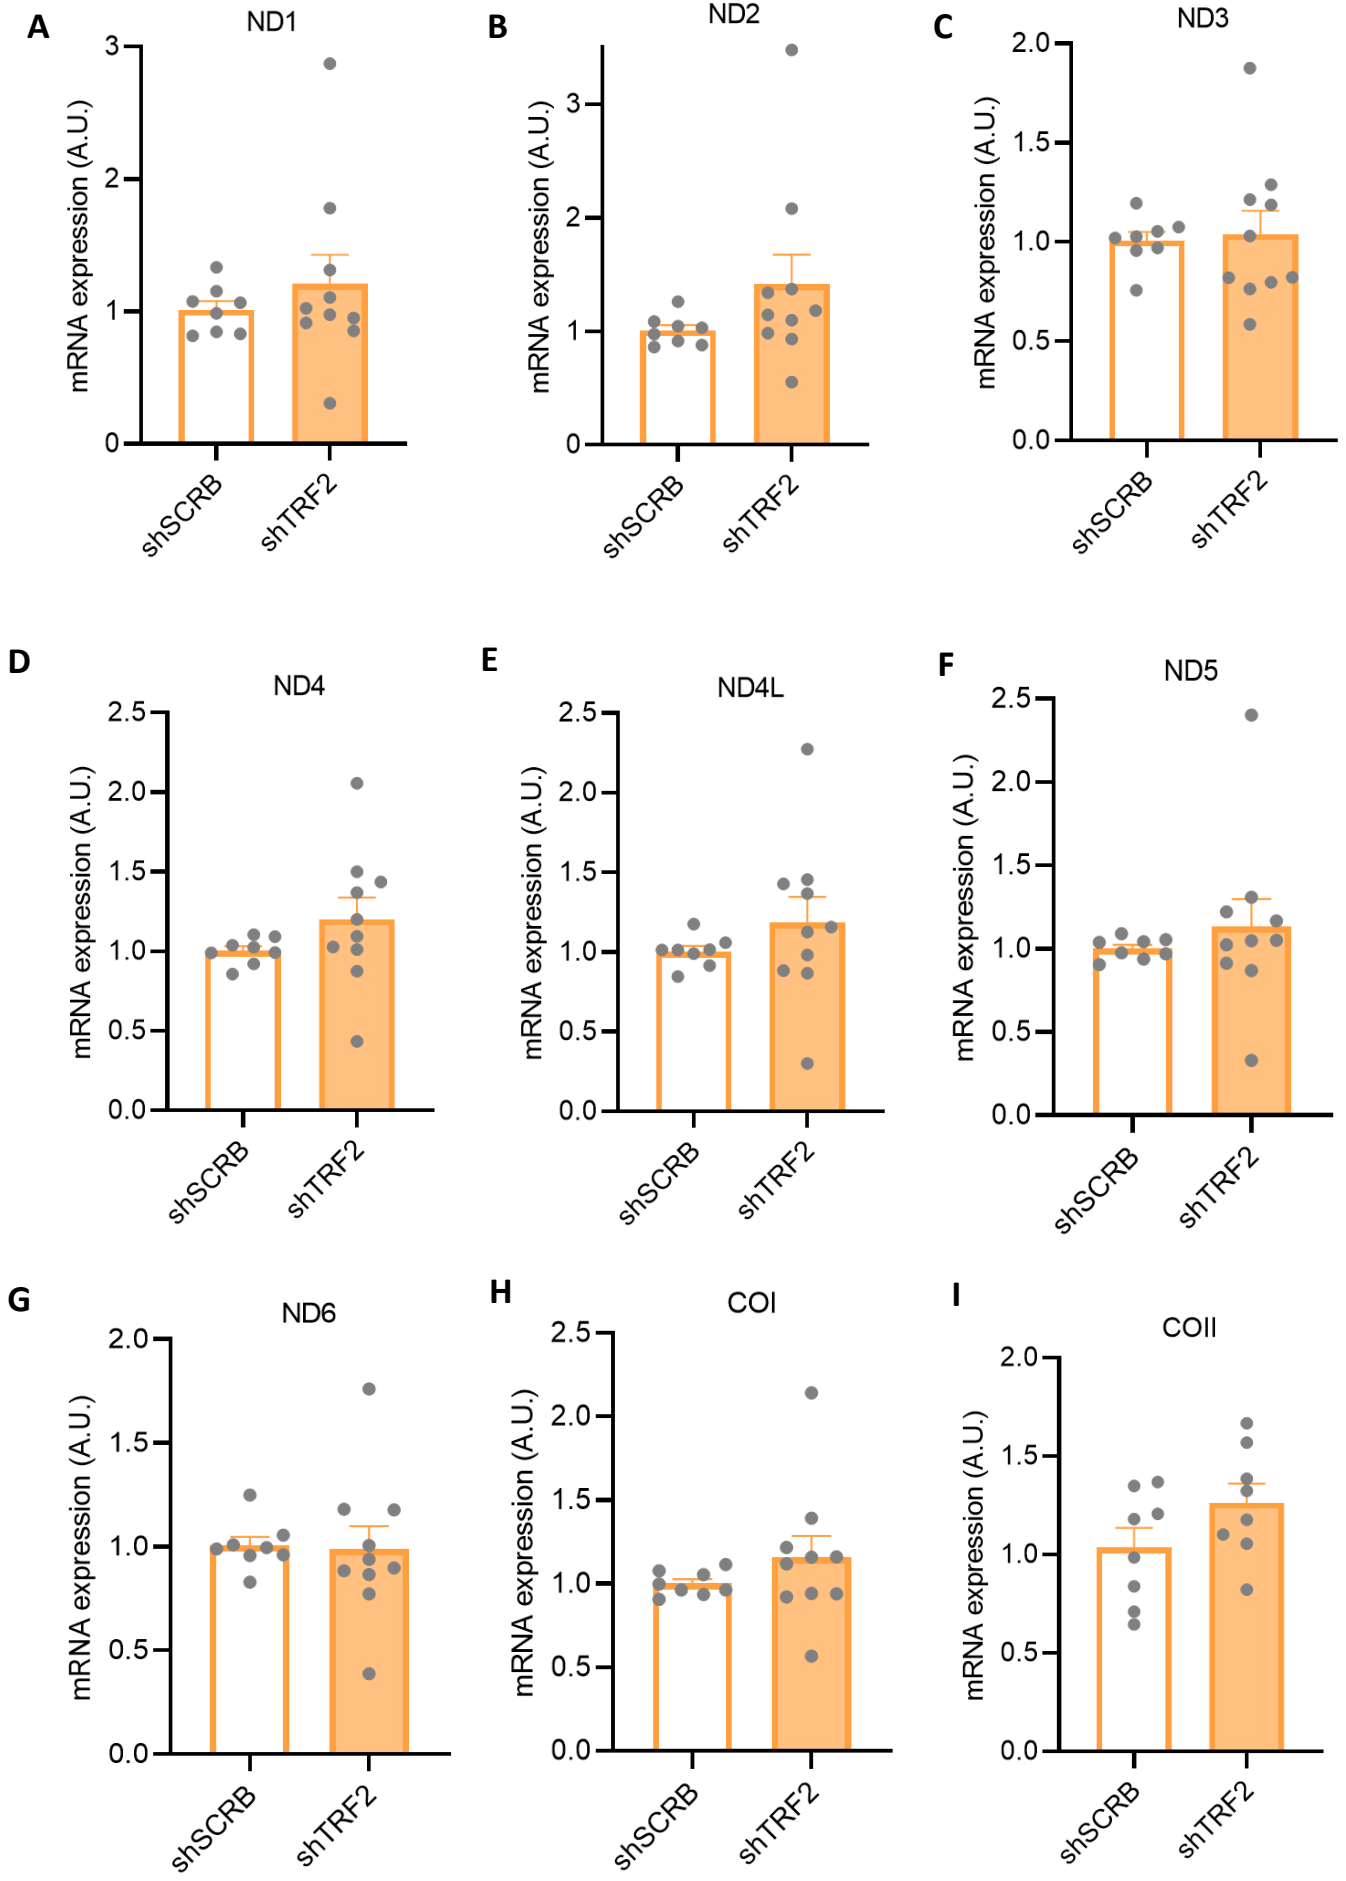 A
ND1
mRNA expression (A.U.)
3
2
1
0
shSCRB
shTRF2
B
ND2
mRNA expression (A.U.)
3
2
1
0
shSCRB
shTRF2
C
ND3
mRNA expression (A.U.)
2.0
1.5
1.0
0.5
0.0
shSCRB
shTRF2
D
ND4
mRNA expression (A.U.)
2.5
2.0
1.5
1.0
0.5
0.0
shSCRB
shTRF2
E
ND4L
mRNA expression (A.U.)
2.5
2.0
1.5
1.0
0.5
0.0
shSCRB
shTRF2
F
ND5
mRNA expression (A.U.)
2.5
2.0
1.5
1.0
0.5
0.0
shSCRB
shTRF2
G
ND6
mRNA expression (A.U.)
2.0
1.5
1.0
0.5
0.0
shSCRB
shTRF2
H
COI
mRNA expression (A.U.)
2.5
2.0
1.5
1.0
0.5
0.0
shSCRB
shTRF2
I
COII
mRNA expression (A.U.)
2.0
1.5
1.0
0.5
0.0
shSCRB
shTRF2